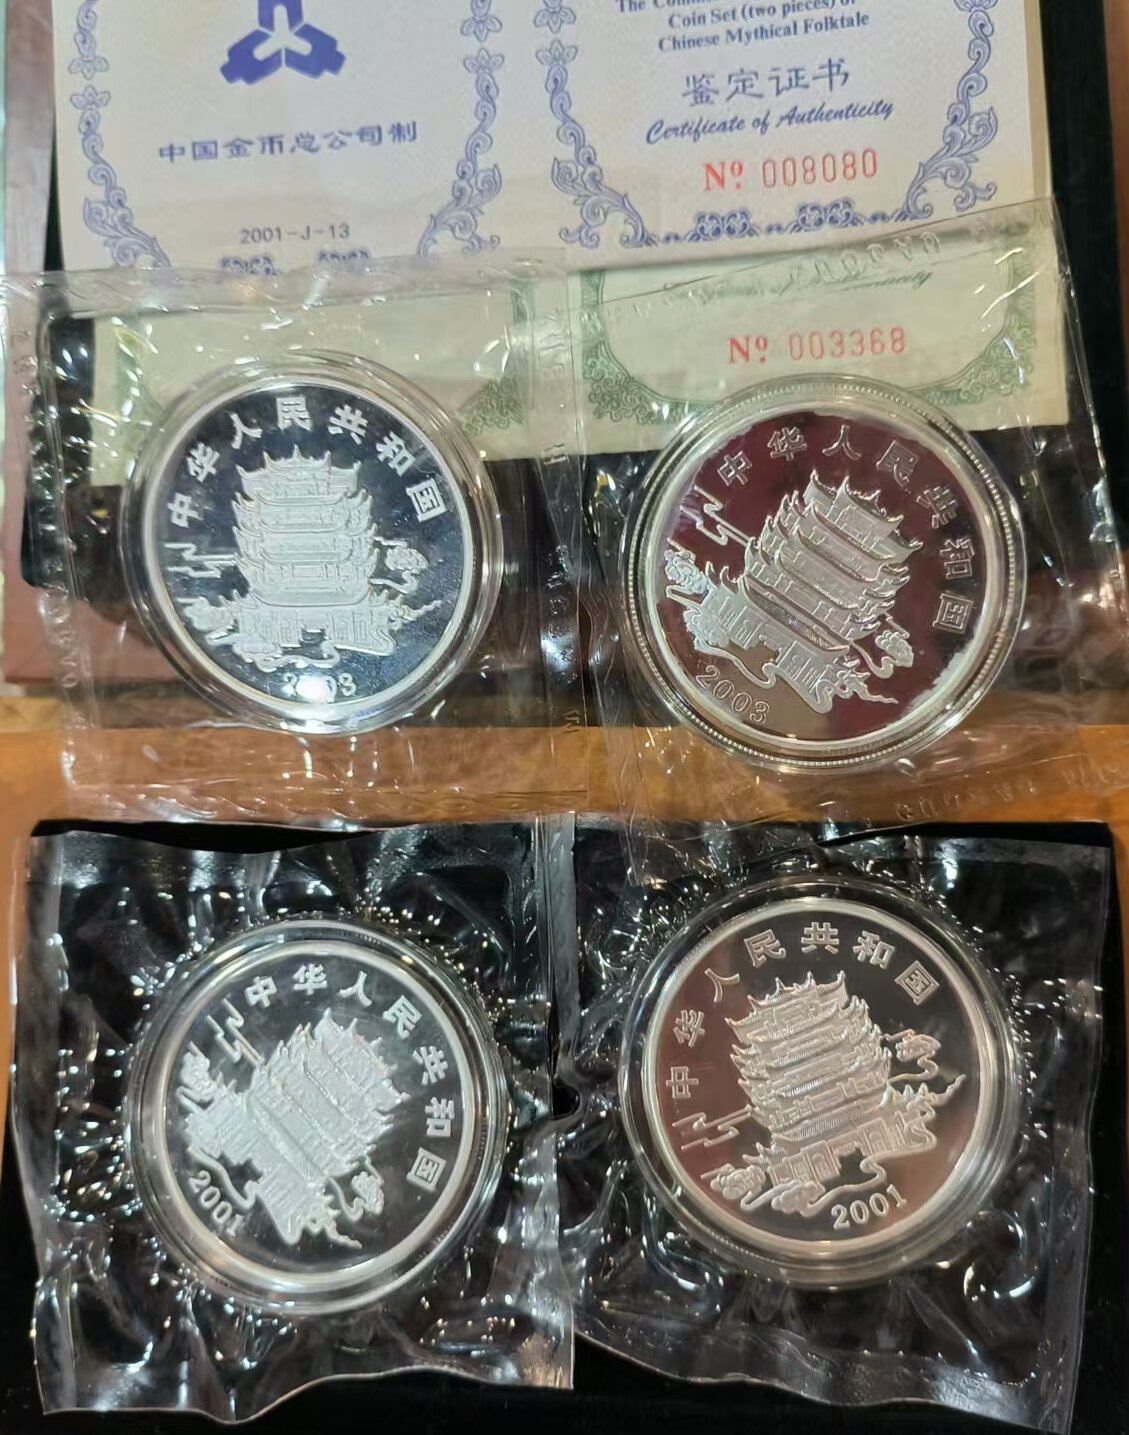 The
Coin Set (two pieces) of
Chinese Mythical Folktale
鉴定证书
Certificate of Authenticity
Nº 008080
中国金币总公司制
2001-J-13
Nº 003368
中华人民共和国
2003
中华人民共和国
2003
中华人民共和国
2001
中华人民共和国
2001